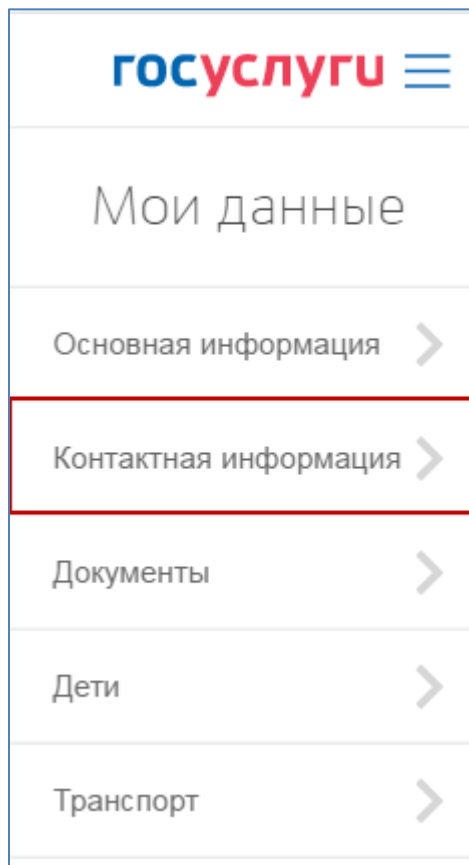 госуслуги
Мои данные
Основная информация
Контактная информация
Документы
Дети
Транспорт